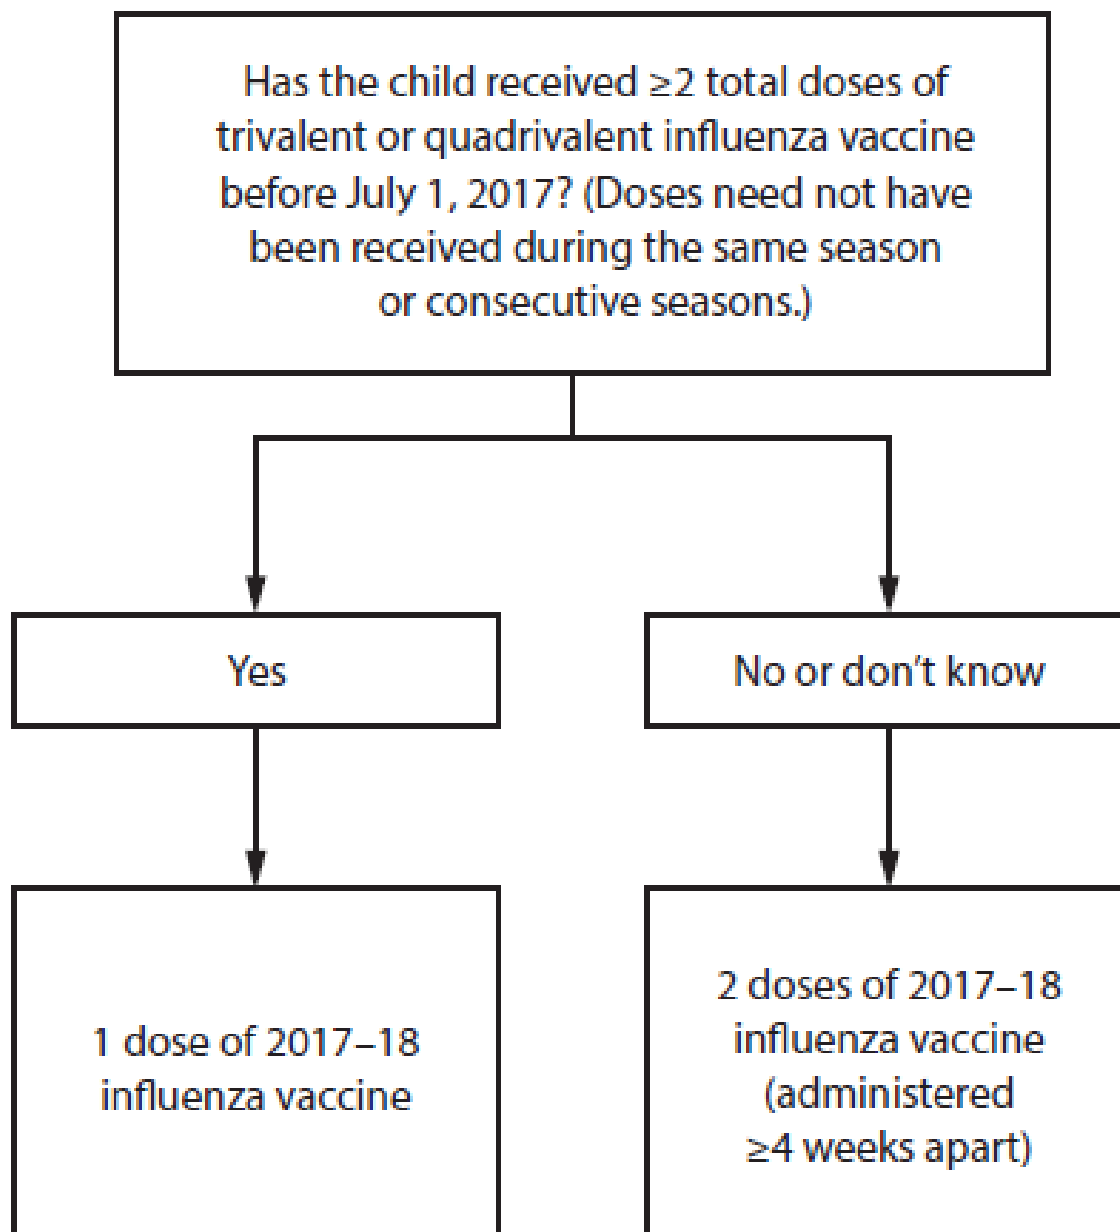 Has the child received ≥2 total doses of
trivalent or quadrivalent influenza vaccine
before July 1, 2017? (Doses need not have
been received during the same season
or consecutive seasons.)
Yes
No or don't know
1 dose of 2017–18
influenza vaccine
2 doses of 2017–18
influenza vaccine
(administered
≥4 weeks apart)